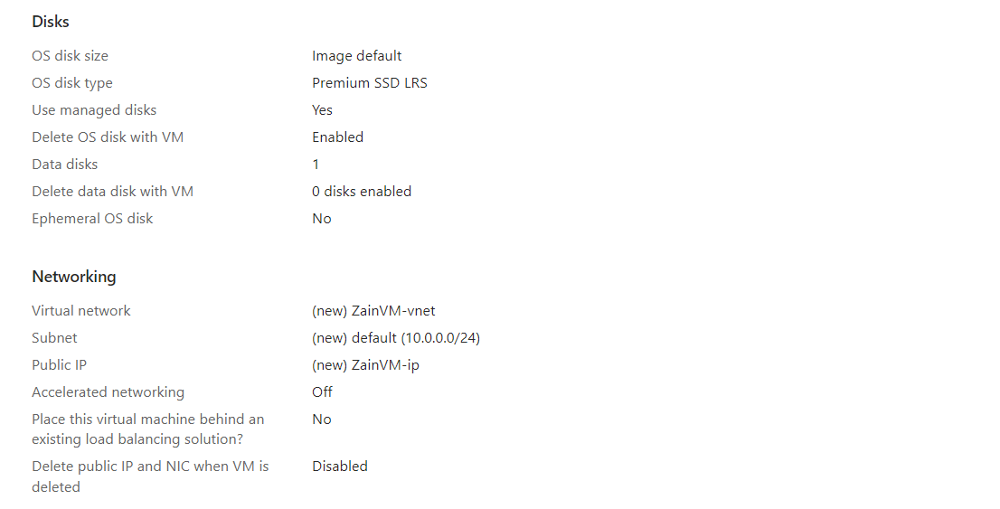 Disks
OS disk size Image default
OS disk type Premium SSD LRS
Use managed disks Yes
Delete OS disk with VM Enabled
Data disks 1
Delete data disk with VM 0 disks enabled
Ephemeral OS disk No
Networking
Virtual network (new) ZainVM-vnet
Subnet (new) default (10.0.0.0/24)
Public IP (new) ZainVM-ip
Accelerated networking Off
Place this virtual machine behind an No
existing load balancing solution?
Delete public IP and NIC when VM is Disabled
deleted